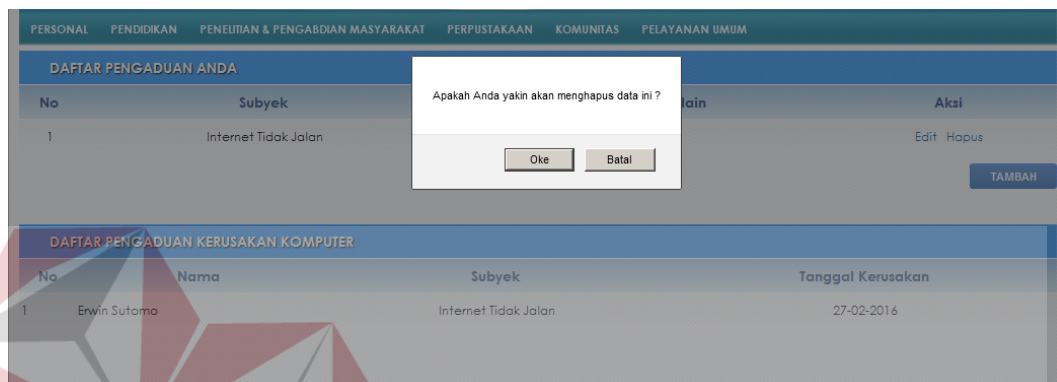 PERSONAL PENDIDIKAN PENELITIAN & PENGABDIAN MASYARAKAT PERPUSTAKAAN KOMUNITAS PELAYANAN UMUM
DAFTAR PENGADUAN ANDA
No Subyek lain Aksi
1 Internet Tidak Jalan Edit Hapus
Apakah Anda yakin akan menghapus data ini ?
Oke Batal
TAMBAH
DAFTAR PENGADUAN KERUSAKAN KOMPUTER
No Nama Subyek Tanggal Kerusakan
1 Erwin Sutomo Internet Tidak Jalan 27-02-2016